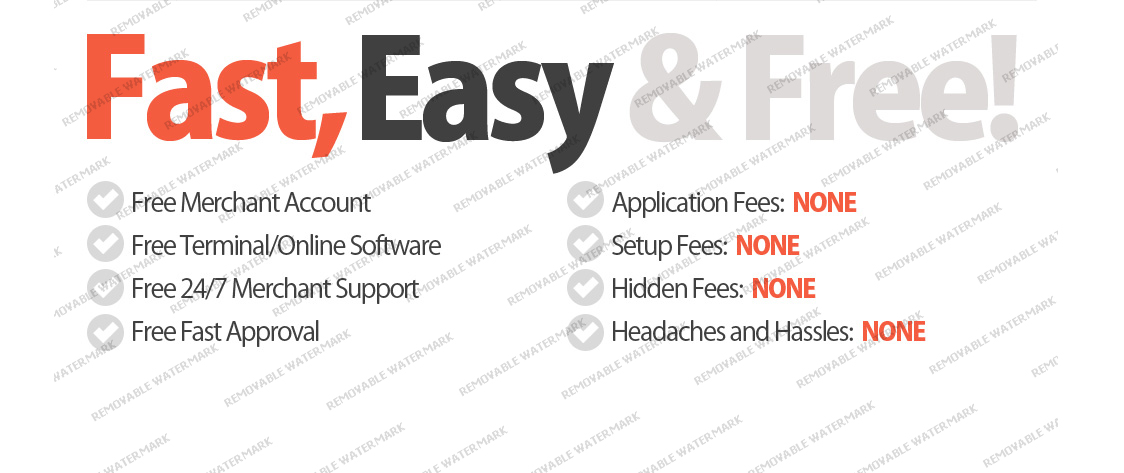 Fast, Easy & Free!
Free Merchant Account
Free Terminal/Online Software
Free 24/7 Merchant Support
Free Fast Approval
Application Fees: NONE
Setup Fees: NONE
Hidden Fees: NONE
Headaches and Hassles: NONE
REMOVABLE WATERMARK